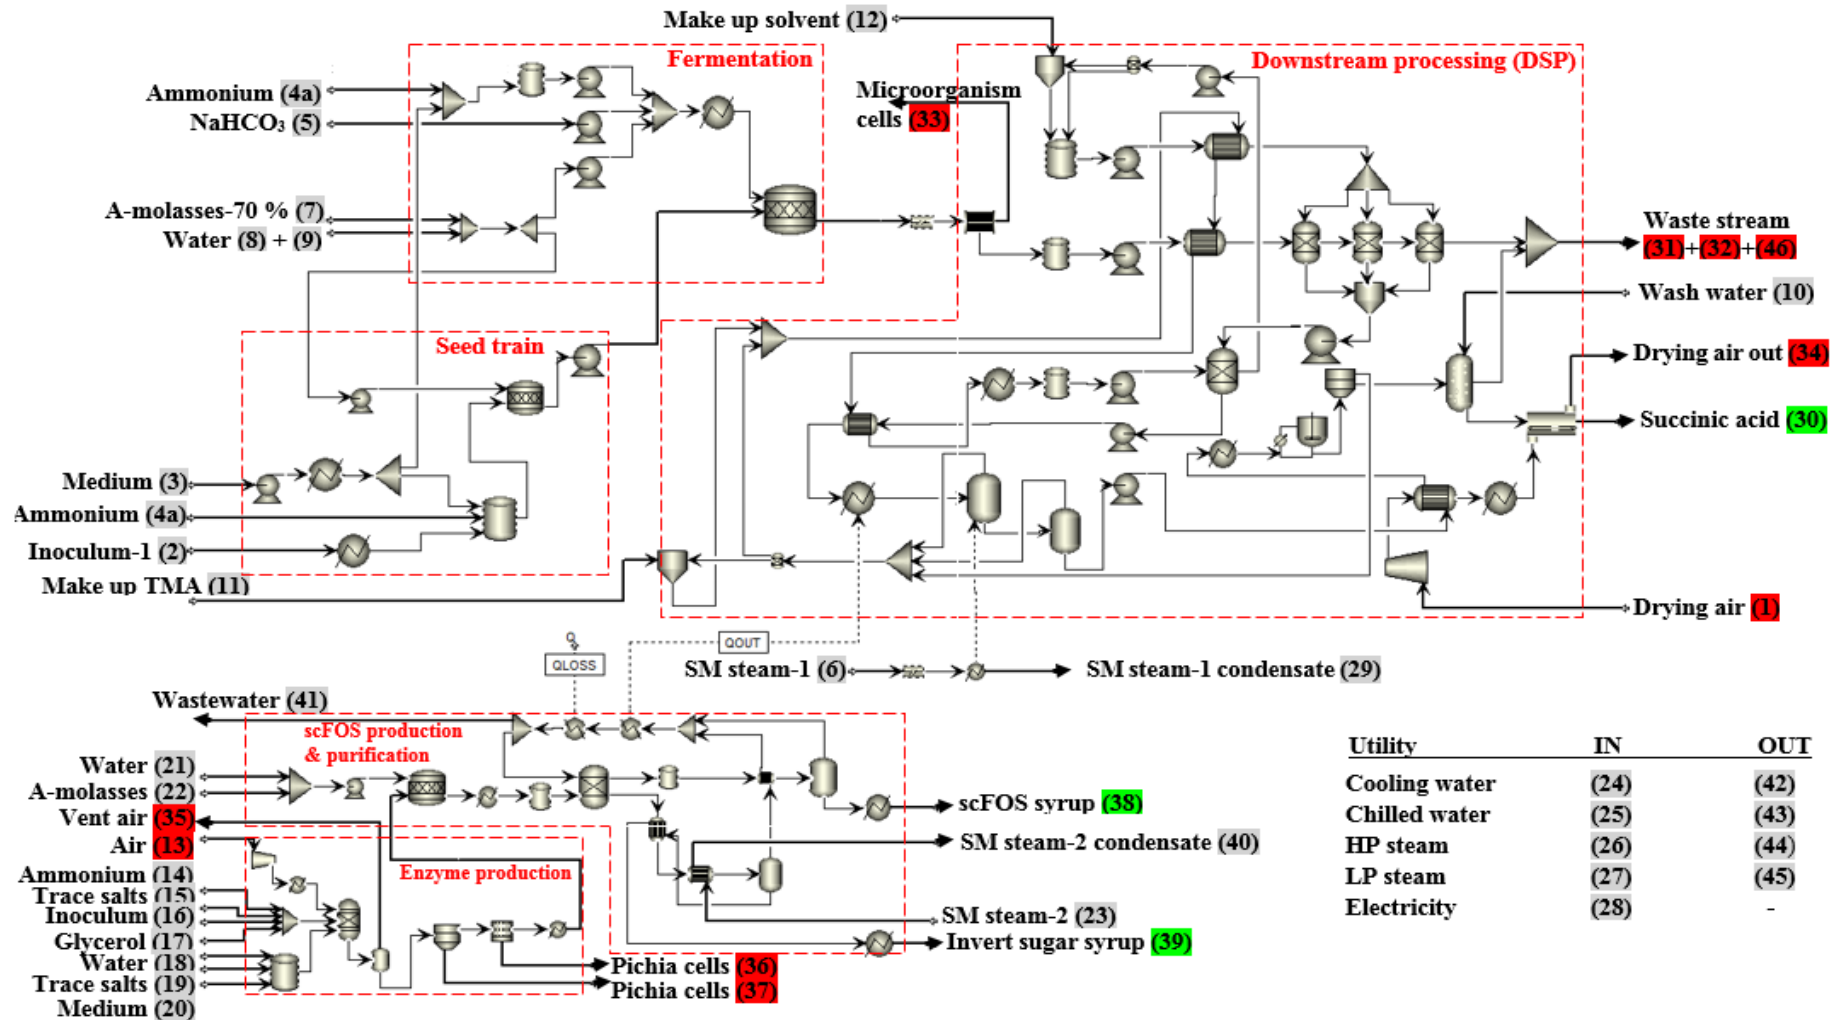 Make up solvent (12)
Fermentation
Downstream processing (DSP)
Ammonium (4a)
NaHCO₃ (5)
Microorganism
cells (33)
A-molasses-70 % (7)
Water (8) + (9)
Waste stream
(31)+(32)+(46)
Wash water (10)
Seed train
Drying air out (34)
Succinic acid (30)
Medium (3)
Ammonium (4a)
Inoculum-1 (2)
Make up TMA (11)
Drying air (1)
Q
QLOSS
QOUT
SM steam-1 (6)
SM steam-1 condensate (29)
Wastewater (41)
scFOS production
& purification
Water (21)
A-molasses (22)
Vent air (35)
Air (13)
scFOS syrup (38)
SM steam-2 condensate (40)
Ammonium (14)
Trace salts (15)
Inoculum (16)
Glycerol (17)
Water (18)
Trace salts (19)
Medium (20)
Enzyme production
SM steam-2 (23)
Invert sugar syrup (39)
Pichia cells (36)
Pichia cells (37)
Utility IN OUT
Cooling water (24) (42)
Chilled water (25) (43)
HP steam (26) (44)
LP steam (27) (45)
Electricity (28) -